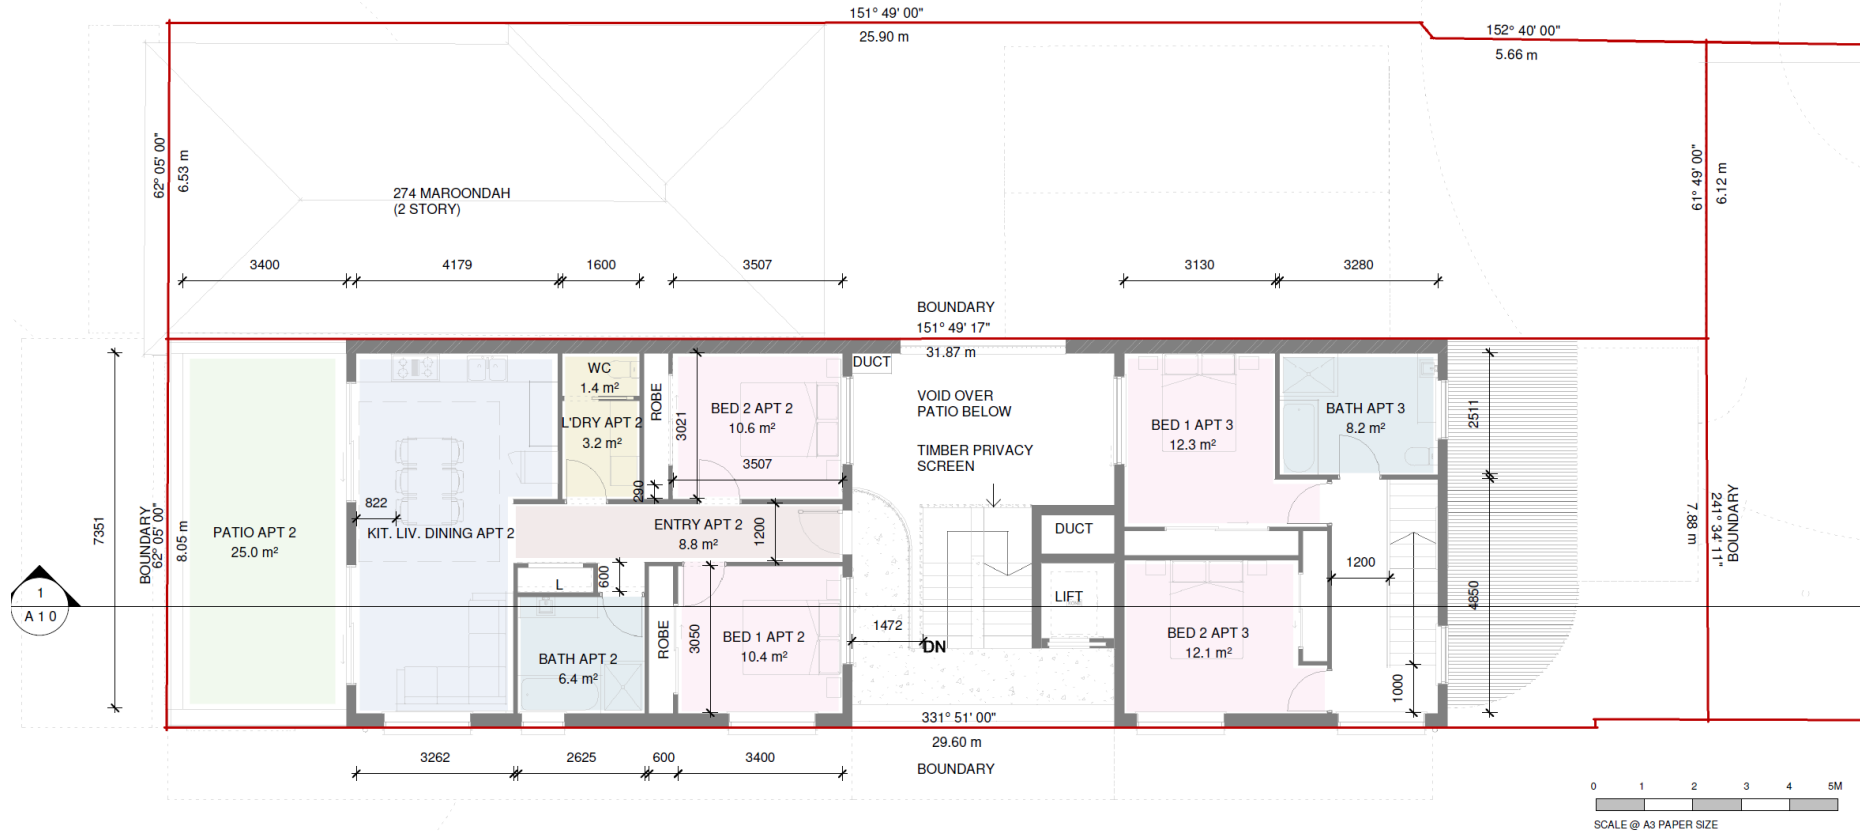 151° 49' 00"
25.90 m
152° 40' 00"
5.66 m
62° 05' 00"
6.53 m
274 MAROONDAH
(2 STORY)
61° 49' 00"
6.12 m
3400
4179
1600
3507
3130
3280
BOUNDARY
151° 49' 17"
31.87 m
DUCT
WC
1.4 m²
ROBE
3021
BED 2 APT 2
10.6 m²
VOID OVER
PATIO BELOW
BED 1 APT 3
12.3 m²
BATH APT 3
8.2 m²
2511
L'DRY APT 2
3.2 m²
TIMBER PRIVACY
SCREEN
3507
290
822
7351
BOUNDARY
62° 05' 00"
8.05 m
PATIO APT 2
25.0 m²
KIT. LIV. DINING APT 2
ENTRY APT 2
8.8 m²
1200
DUCT
7.88 m
241° 34' 11"
BOUNDARY
1
A 1 0
L
600
LIFT
1200
4850
ROBE
3050
BED 1 APT 2
10.4 m²
1472
DN
BED 2 APT 3
12.1 m²
BATH APT 2
6.4 m²
1000
331° 51' 00"
29.60 m
BOUNDARY
3262
2625
600
3400
0 1 2 3 4 5M
SCALE @ A3 PAPER SIZE